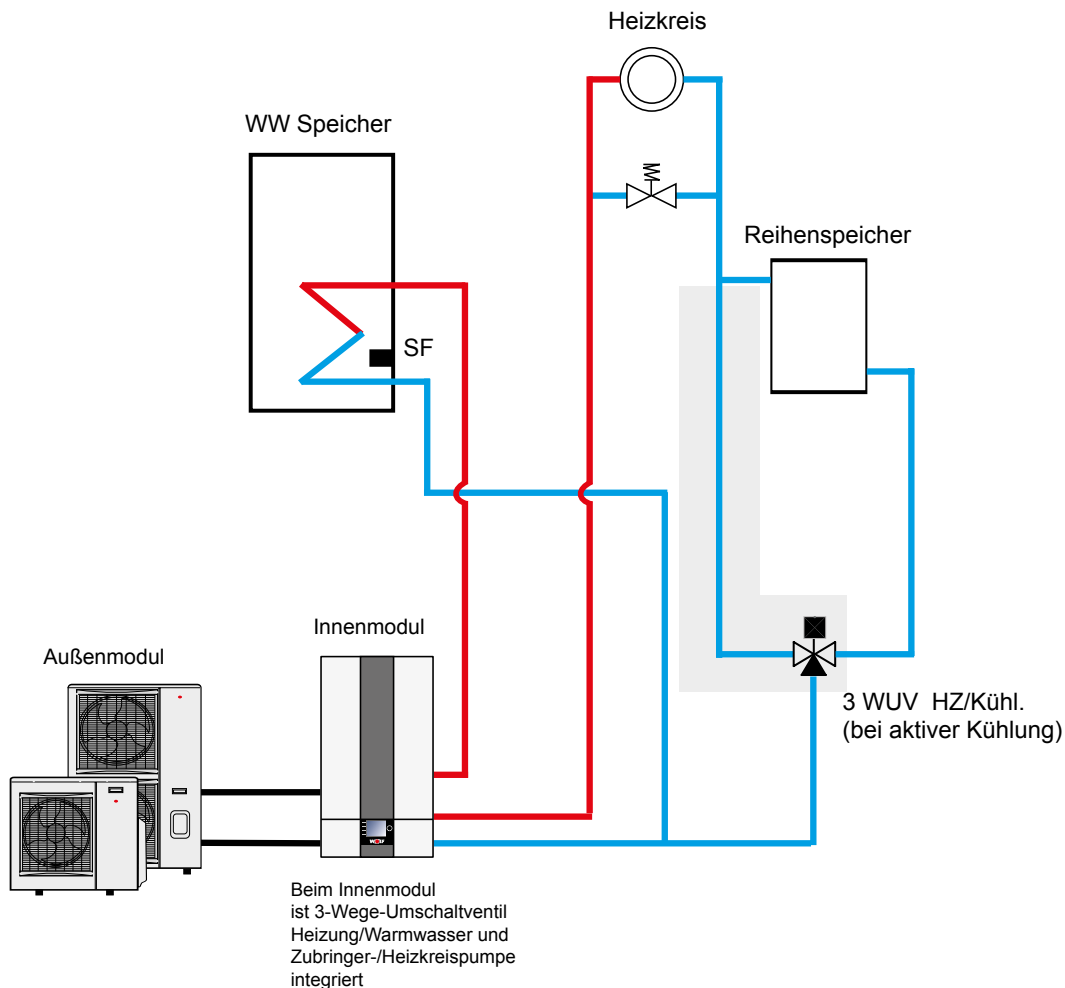 Heizkreis
WW Speicher
Reihenspeicher
SF
Innenmodul
Außenmodul
3 WUV HZ/Kühl.
(bei aktiver Kühlung)
WOLF
Beim Innenmodul
ist 3-Wege-Umschaltventil
Heizung/Warmwasser und
Zubringer-/Heizkreispumpe
integriert